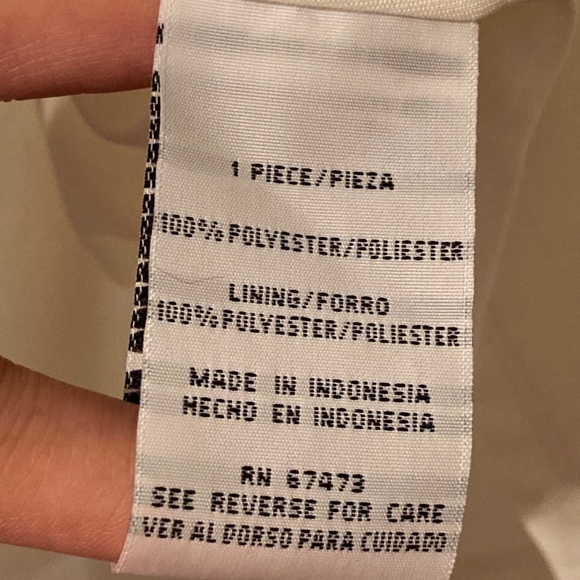 1 PIECE/PIEZA
100% POLYESTER/POLIESTER
LINING/FORRO
100% POLYESTER/POLIESTER
MADE IN INDONESIA
HECHO EN INDONESIA
RN 67473
SEE REVERSE FOR CARE
VER AL DORSO PARA CUIDADO